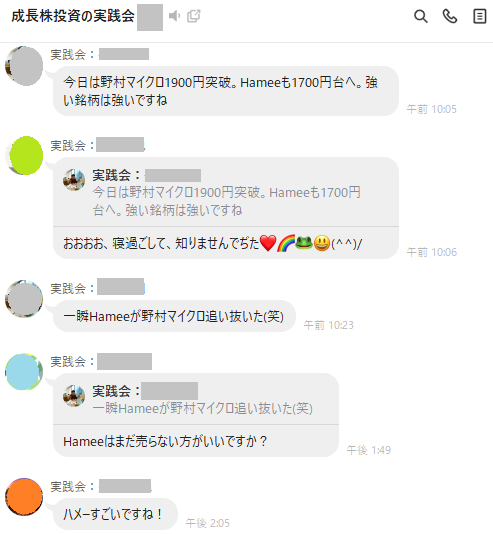 成長株投資の実践会
実践会：
今日は野村マイクロ1900円突破。Hameeも1700円台へ。強
い銘柄は強いですね
午前 10:05
実践会：
実践会：
今日は野村マイクロ1900円突破。Hameeも1700円
台へ。強い銘柄は強いですね
おおおお、寝過ごして、知りませんでぢた❤️🌈🐸😃(^^)/
午前 10:06
実践会：
一瞬Hameeが野村マイクロ追い抜いた(笑)
午前 10:23
実践会：
実践会：
一瞬Hameeが野村マイクロ追い抜いた(笑)
Hameeはまだ売らない方がいいですか？
午後 1:49
実践会：
ハメーすごいですね！
午後 2:05